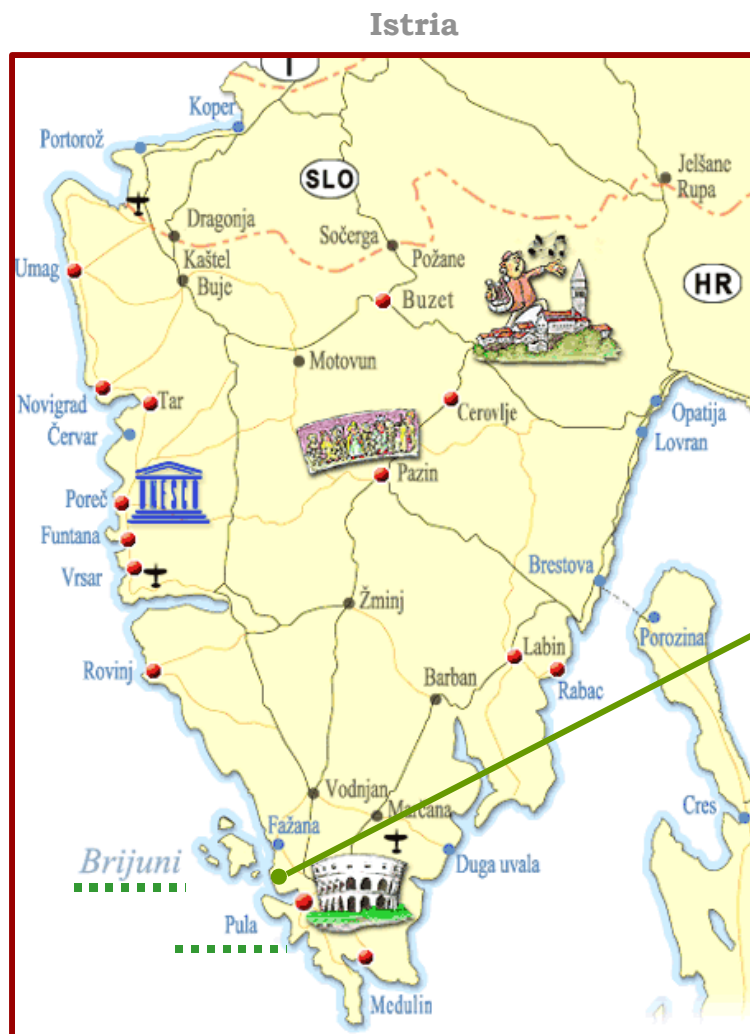 Istria
I
Koper
Portorož
SLO
Jelšane
Rupa
Dragonja
Sočerga
Požane
Kaštel
Buje
Umag
Buzet
HR
Motovun
Novigrad
Tar
Cerovlje
Opatija
Lovran
Červar
Pazin
UNESCO
Poreč
Funtana
Vrsar
Brestova
Žminj
Porozina
Labin
Rovinj
Barban
Rabac
Vodnjan
Marčana
Cres
Fažana
Brijuni
Duga uvala
Pula
Medulin